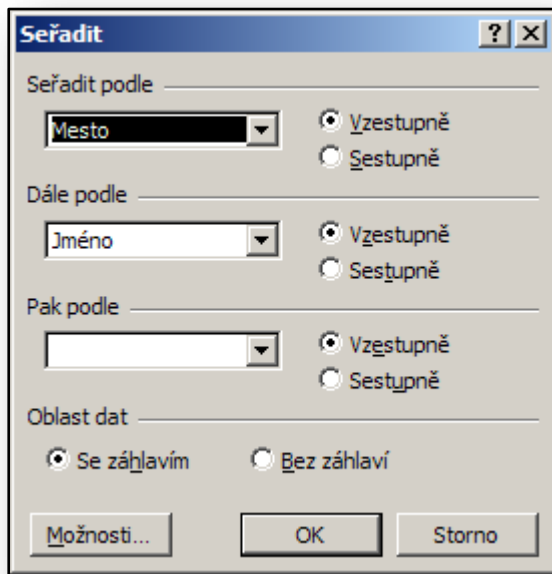 Seřadit
Seřadit podle
Mesto
Vzestupně
Sestupně
Dále podle
Jméno
Vzestupně
Sestupně
Pak podle
Vzestupně
Sestupně
Oblast dat
Se záhlavím
Bez záhlaví
Možnosti...
OK
Storno